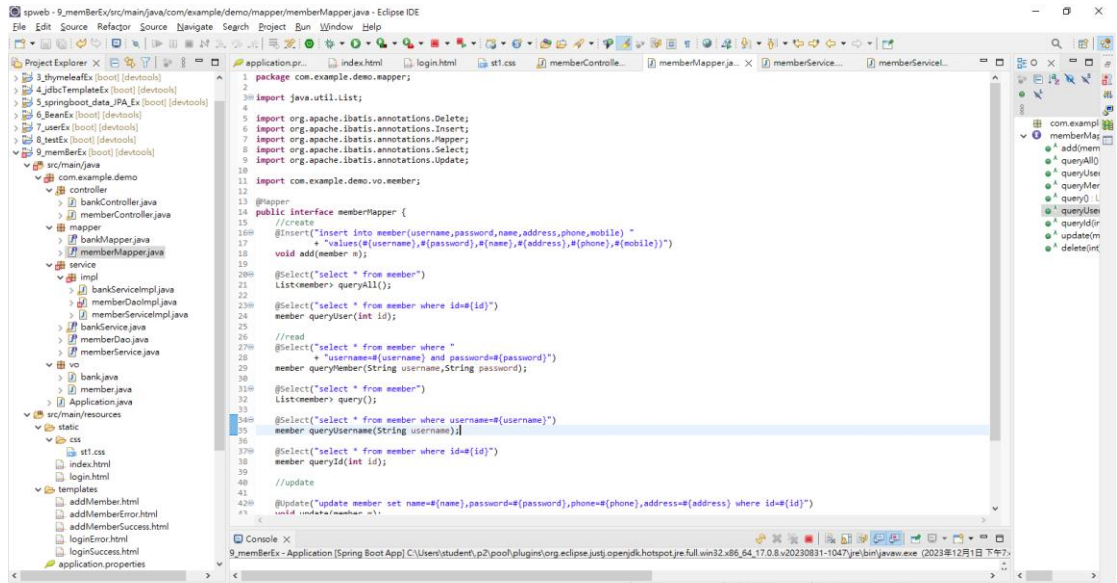 spweb - 9_memBerEx/src/main/java/com/example/demo/mapper/memberMapper.java - Eclipse IDE
File Edit Source Refactor Source Navigate Search Project Run Window Help
Project Explorer
3_thymeleafEx [boot] [devtools]
4_jdbcTemplateEx [boot] [devtools]
5_springboot_data_JPA_Ex [boot] [devtools]
6_BeanEx [boot] [devtools]
7_userEx [boot] [devtools]
8_testEx [boot] [devtools]
9_memBerEx [boot] [devtools]
src/main/java
com.example.demo
controller
bankController.java
memberController.java
mapper
bankMapper.java
memberMapper.java
service
impl
bankServiceImpl.java
memberDaoImpl.java
memberServiceImpl.java
bankService.java
memberDao.java
memberService.java
vo
bank.java
member.java
Application.java
src/main/resources
static
css
st1.css
index.html
login.html
templates
addMember.html
addMemberError.html
addMemberSuccess.html
loginError.html
loginSuccess.html
application.properties
application.pr... index.html login.html st1.css memberControlle... memberMapper.ja... memberService.... memberServiceI...
1 package com.example.demo.mapper;
2
3 import java.util.List;
4
5 import org.apache.ibatis.annotations.Delete;
6 import org.apache.ibatis.annotations.Insert;
7 import org.apache.ibatis.annotations.Mapper;
8 import org.apache.ibatis.annotations.Select;
9 import org.apache.ibatis.annotations.Update;
10
11 import com.example.demo.vo.member;
12
13 @Mapper
14 public interface memberMapper {
15 //create
16 @Insert("insert into member(username,password,name,address,phone,mobile) "
17 + "values(#{username},#{password},#{name},#{address},#{phone},#{mobile})")
18 void add(member m);
19
20 @Select("select * from member")
21 List<member> queryAll();
22
23 @Select("select * from member where id=#{id}")
24 member queryUser(int id);
25
26 //read
27 @Select("select * from member where "
28 + "username=#{username} and password=#{password}")
29 member queryMember(String username,String password);
30
31 @Select("select * from member")
32 List<member> query();
33
34 @Select("select * from member where username=#{username}")
35 member queryUsername(String username);
36
37 @Select("select * from member where id=#{id}")
38 member queryId(int id);
39
40 //update
41
42 @Update("update member set name=#{name},password=#{password},phone=#{phone},address=#{address} where id=#{id}")
43 void update(member m);
com.exampl
memberMap
add(mem
queryAll()
queryUser
queryMer
query() : L
queryUser
queryId(in
update(m
delete(int
Console
9_memBerEx - Application [Spring Boot App] C:\Users\student\.p2\pool\plugins\org.eclipse.justj.openjdk.hotspot.jre.full.win32.x86_64_17.0.8.v20230831-1047\jre\bin\javaw.exe (2023年12月1日 下午7: